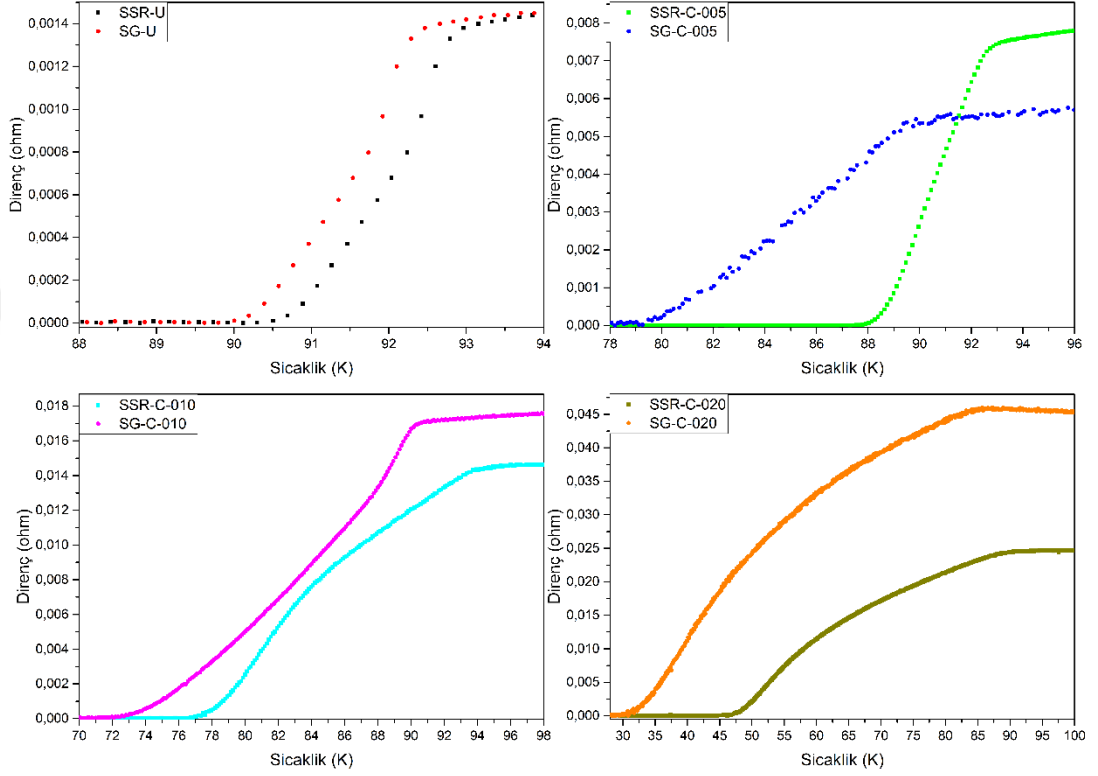 SSR-U
SG-U
Direnç (ohm)
0,0014
0,0012
0,0010
0,0008
0,0006
0,0004
0,0002
0,0000
88 89 90 91 92 93 94
Sicaklik (K)
SSR-C-005
SG-C-005
Direnç (ohm)
0,008
0,007
0,006
0,005
0,004
0,003
0,002
0,001
0,000
78 80 82 84 86 88 90 92 94 96
Sicaklik (K)
SSR-C-010
SG-C-010
Direnç (ohm)
0,018
0,016
0,014
0,012
0,010
0,008
0,006
0,004
0,002
0,000
70 72 74 76 78 80 82 84 86 88 90 92 94 96 98
Sicaklik (K)
SSR-C-020
SG-C-020
Direnç (ohm)
0,045
0,040
0,035
0,030
0,025
0,020
0,015
0,010
0,005
0,000
30 35 40 45 50 55 60 65 70 75 80 85 90 95 100
Sicaklik (K)